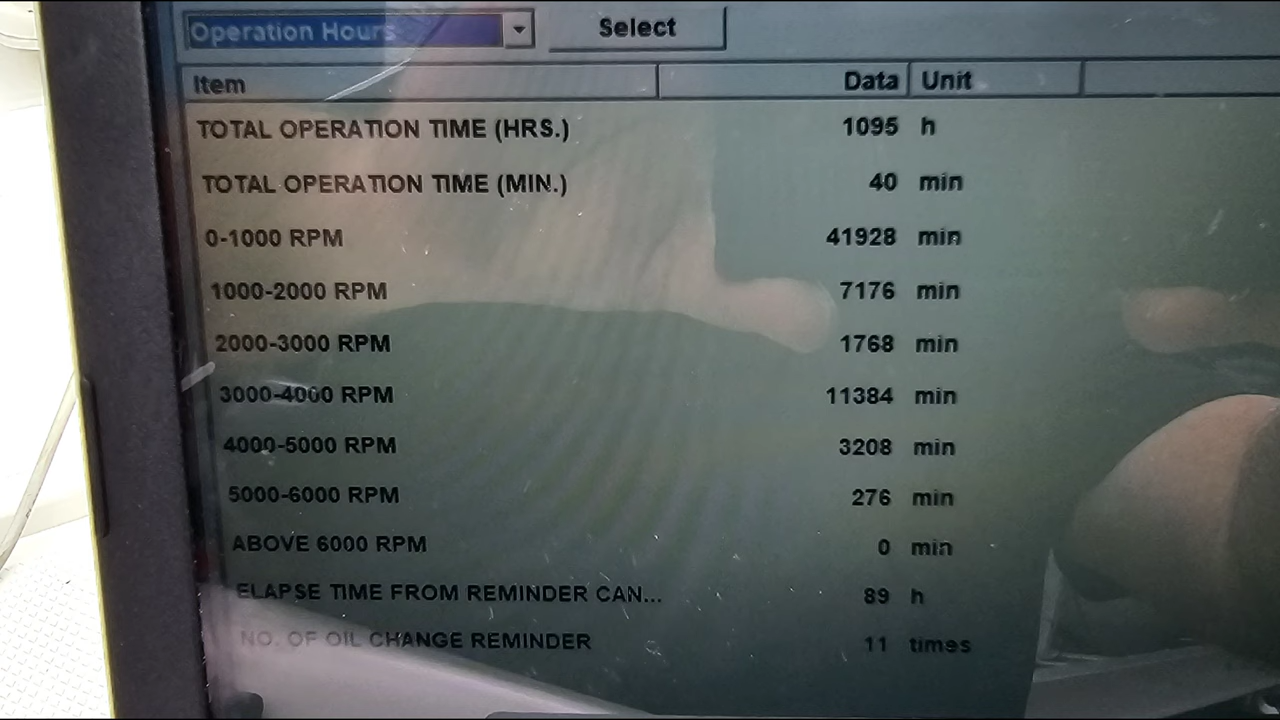 Operation Hours Select
Item Data Unit
TOTAL OPERATION TIME (HRS.) 1095 h
TOTAL OPERATION TIME (MIN.) 40 min
0-1000 RPM 41928 min
1000-2000 RPM 7176 min
2000-3000 RPM 1768 min
3000-4000 RPM 11384 min
4000-5000 RPM 3208 min
5000-6000 RPM 276 min
ABOVE 6000 RPM 0 min
ELAPSE TIME FROM REMINDER CAN... 89 h
NO. OF OIL CHANGE REMINDER 11 times